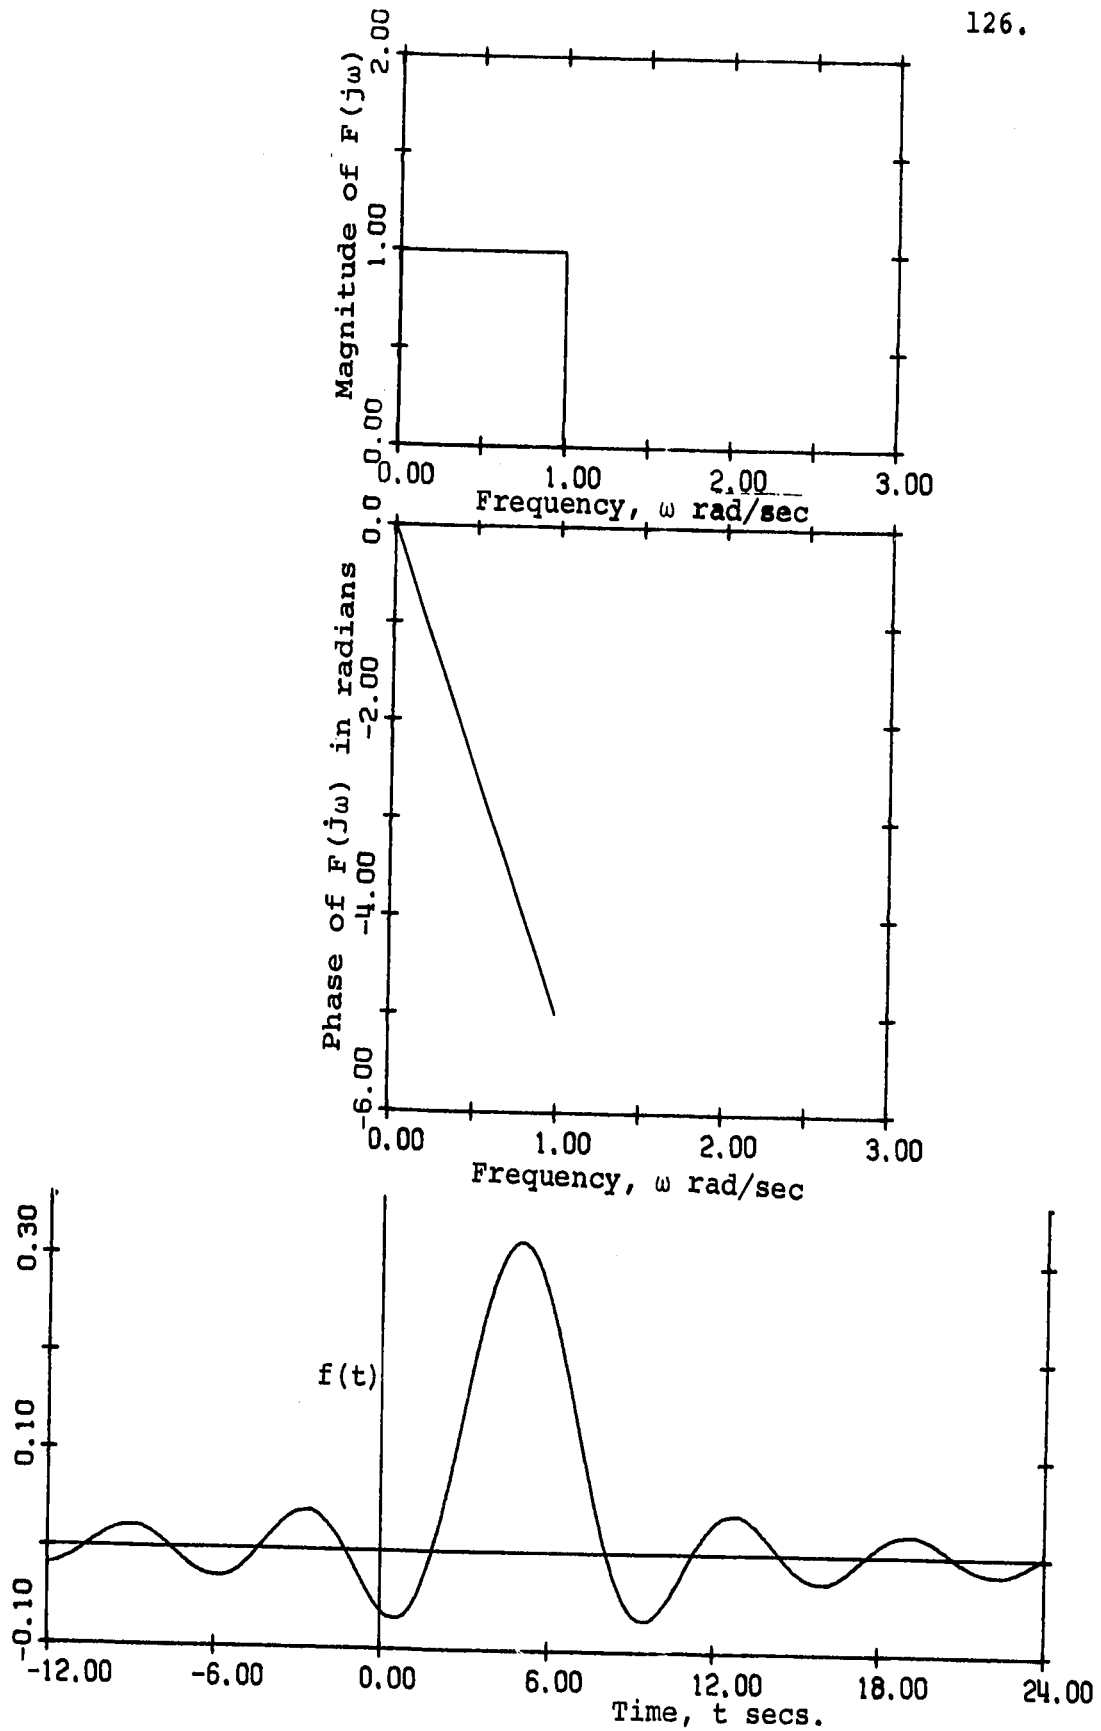 126.
Magnitude of F(jω)
2.00
1.00
0.00
0.00 1.00 2.00 3.00
Frequency, ω rad/sec
Phase of F(jω) in radians
0.0
-2.00
-4.00
-6.00
0.00 1.00 2.00 3.00
Frequency, ω rad/sec
0.30
f(t)
0.10
-0.10
-12.00 -6.00 0.00 6.00 12.00 18.00 24.00
Time, t secs.